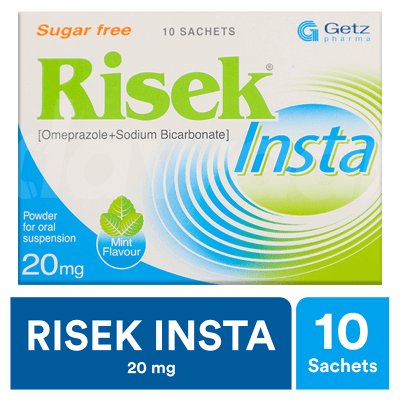 Sugar free
10 SACHETS
Getz
pharma
Risek®
[Omeprazole+Sodium Bicarbonate]
Insta
Powder
for oral
suspension
Mint
Flavour
20mg
RISEK INSTA
20 mg
10
Sachets